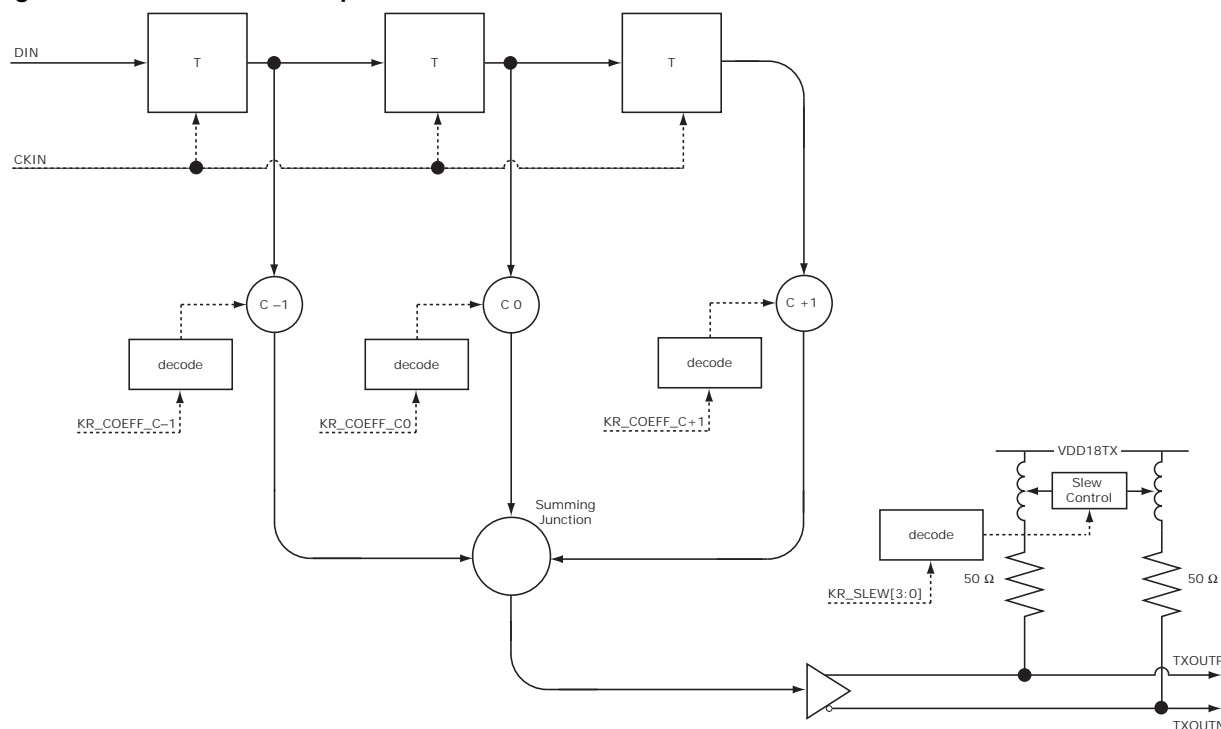 DIN
T
T
T
CKIN
C –1
C 0
C +1
decode
decode
decode
KR_COEFF_C–1
KR_COEFF_C0
KR_COEFF_C+1
VDD18TX
Slew
Control
Summing
Junction
decode
50 Ω
50 Ω
KR_SLEW[3:0]
TXOUTP
TXOUTN